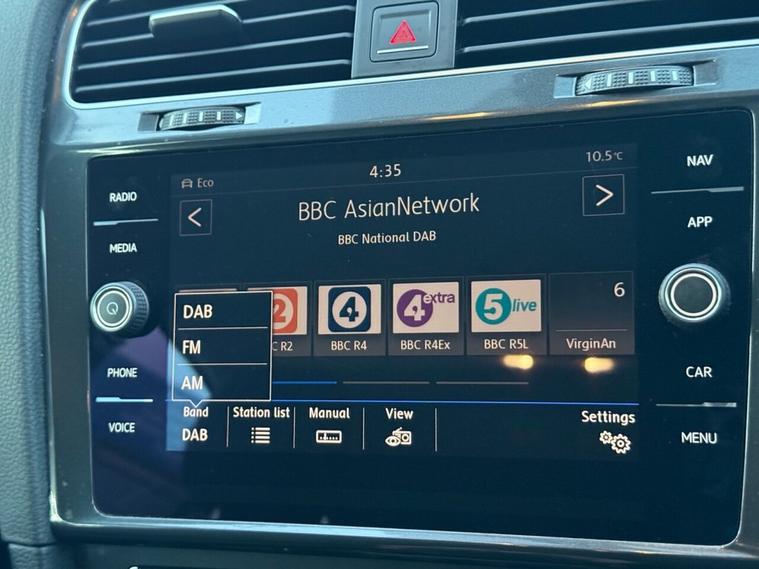 4:35
10.5°C
Eco
BBC AsianNetwork
BBC National DAB
RADIO
MEDIA
PHONE
VOICE
NAV
APP
CAR
MENU
DAB
FM
AM
2
C R2
4
BBC R4
4 extra
BBC R4Ex
5 live
BBC R5L
6
VirginAn
Band
DAB
Station list
Manual
View
Settings